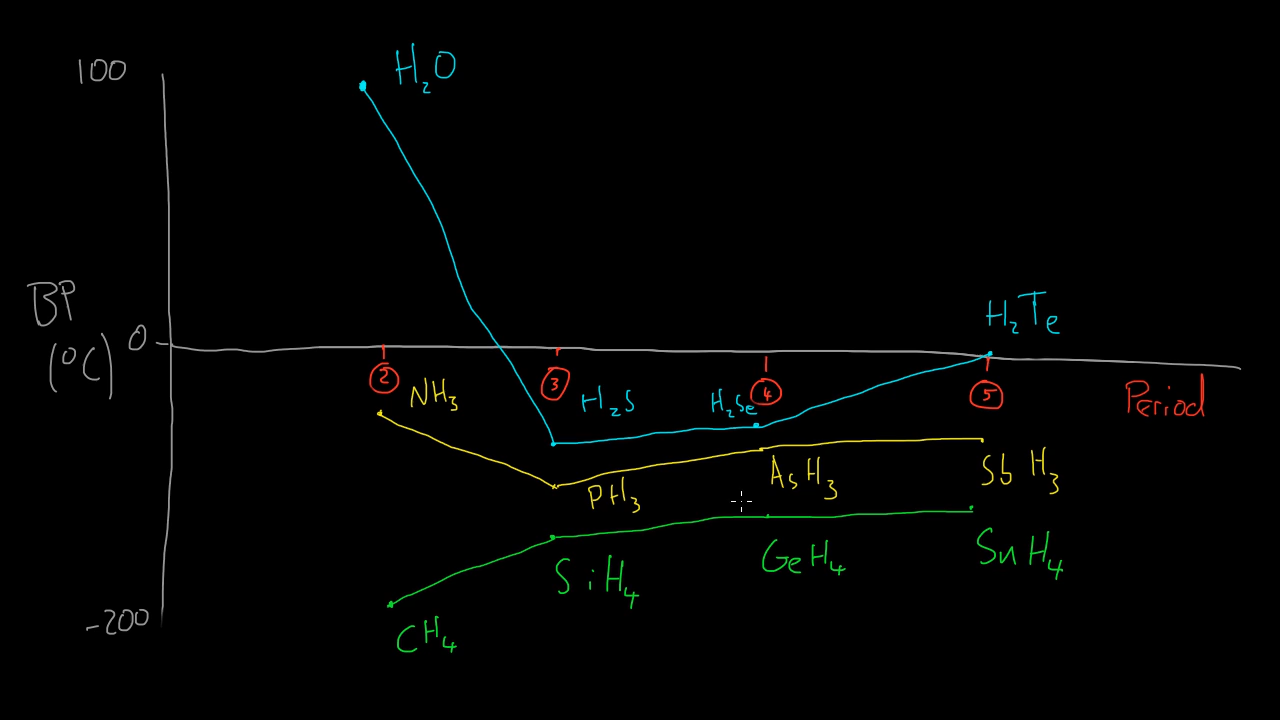 100
H₂O
BP
(°C)
0
H₂Te
2
3
4
5
Period
NH₃
H₂S
H₂Se
PH₃
AsH₃
SbH₃
SiH₄
GeH₄
SnH₄
-200
CH₄